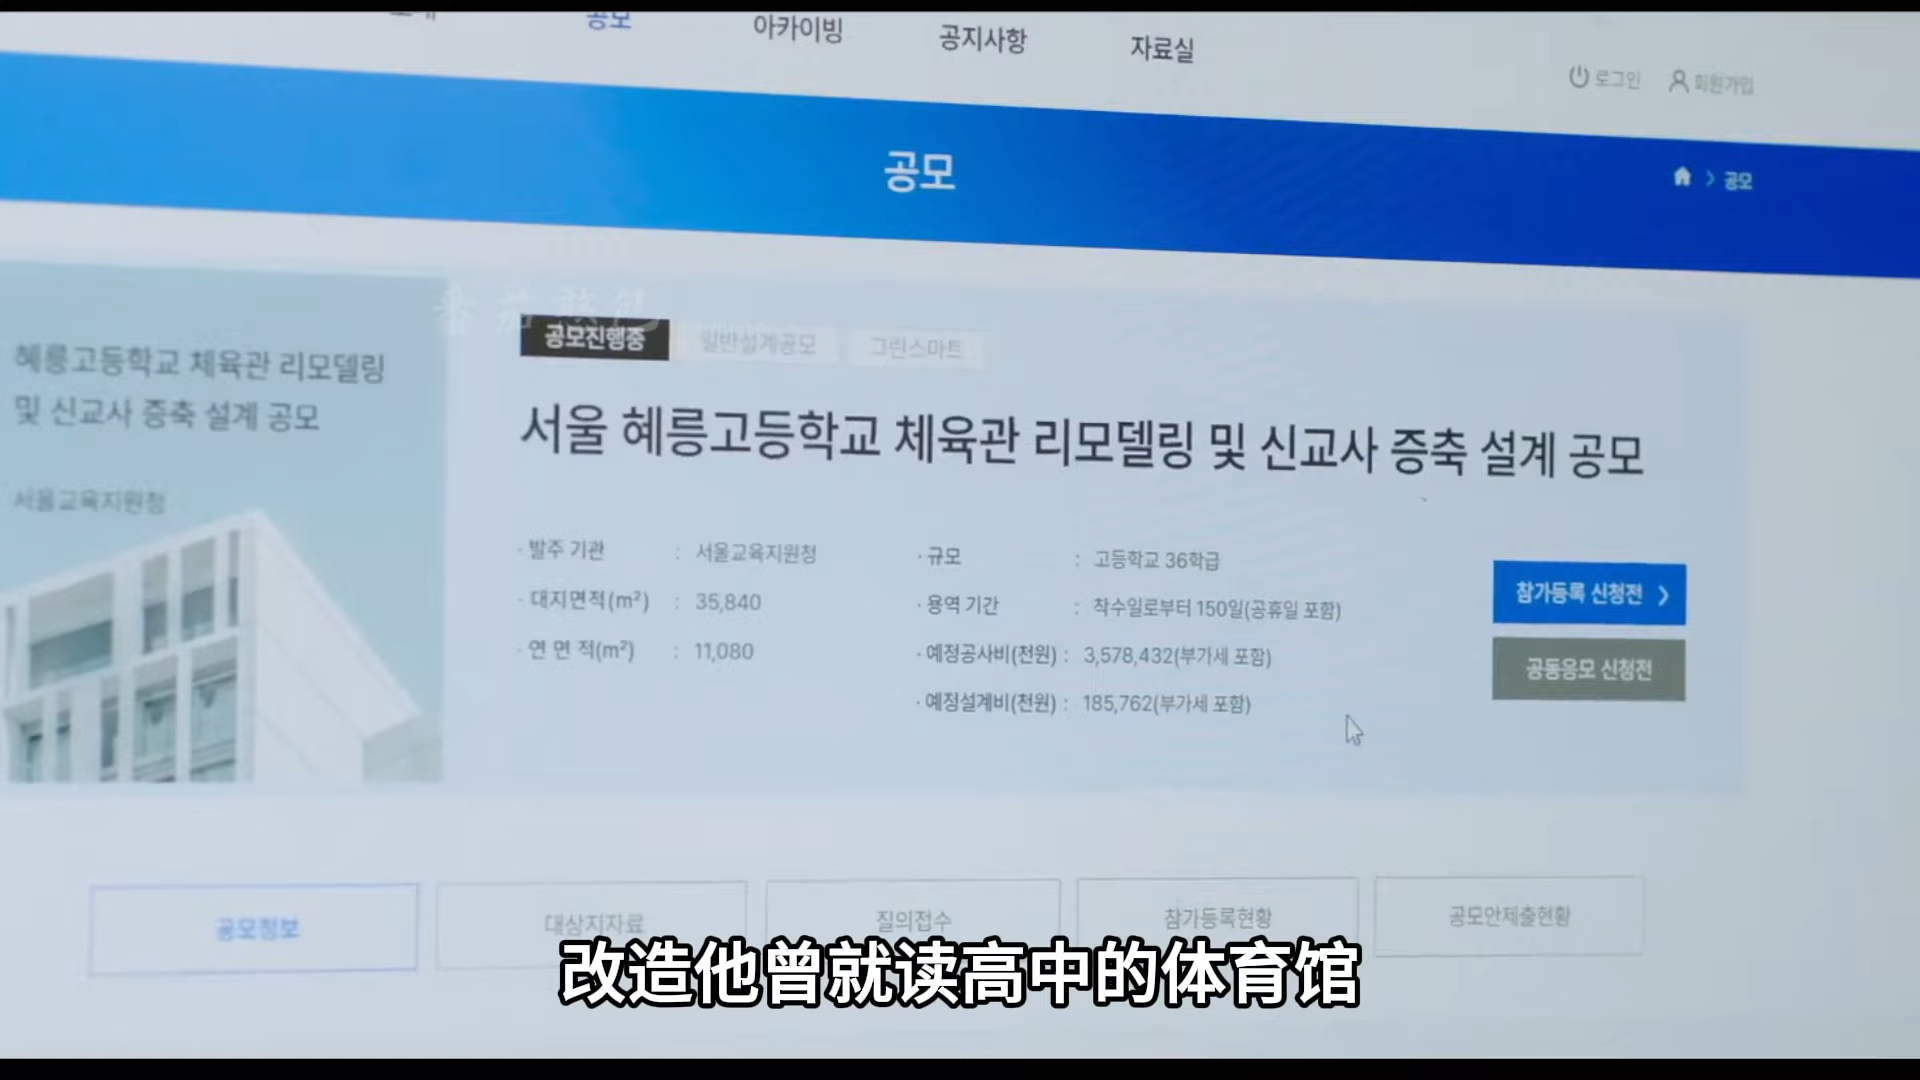 공모
아카이빙
공지사항
자료실
로그인
회원가입
공모
공모
혜릉고등학교 체육관 리모델링
및 신교사 증축 설계 공모
서울교육지원청
공모진행중
일반설계공모
그린스마트
서울 혜릉고등학교 체육관 리모델링 및 신교사 증축 설계 공모
· 발주 기관 : 서울교육지원청
· 대지면적(m²) : 35,840
· 연 면 적(m²) : 11,080
· 규모 : 고등학교 36학급
· 용역 기간 : 착수일로부터 150일(공휴일 포함)
· 예정공사비(천원) : 3,578,432(부가세 포함)
· 예정설계비(천원) : 185,762(부가세 포함)
참가등록 신청전
공동응모 신청전
공모정보
대상지자료
질의접수
참가등록현황
공모안제출현황
改造他曾就读高中的体育馆